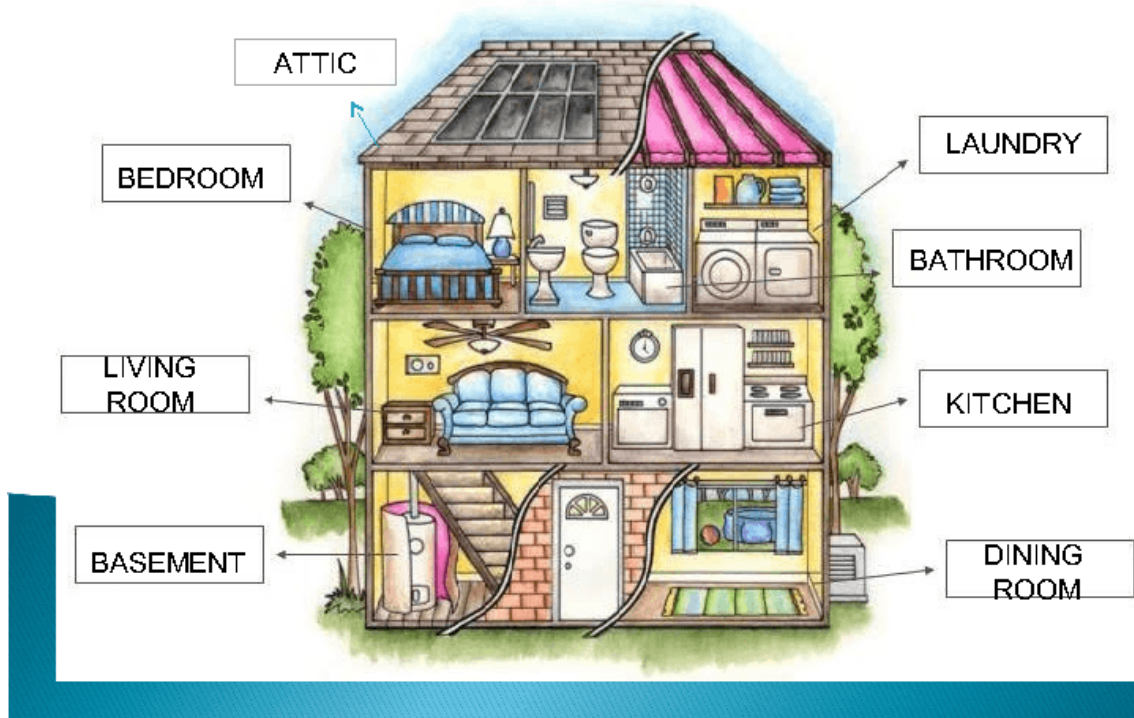 ATTIC
BEDROOM
LAUNDRY
BATHROOM
LIVING
ROOM
KITCHEN
BASEMENT
DINING
ROOM